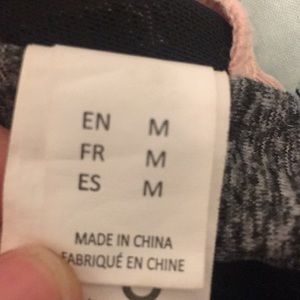 EN M
FR M
ES M
MADE IN CHINA
FABRIQUÉ EN CHINE